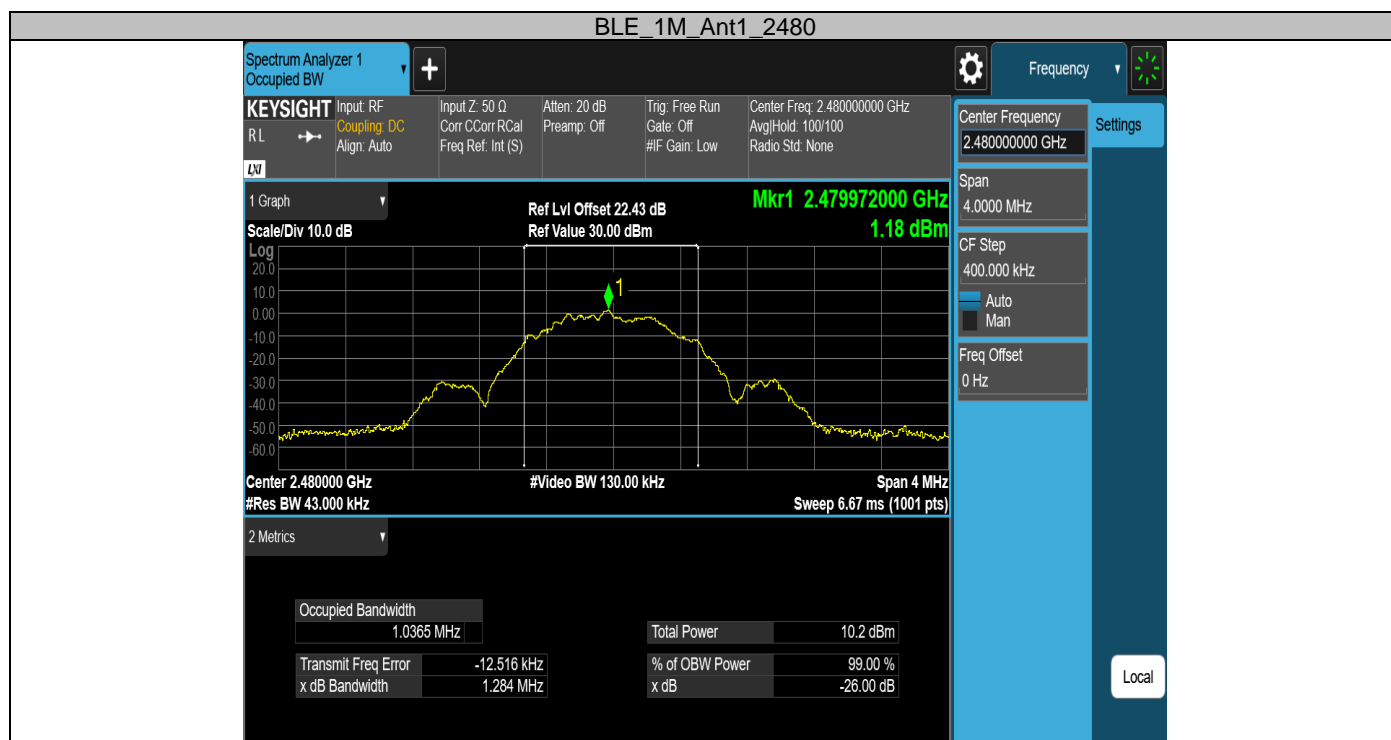 BLE_1M_Ant1_2480
Spectrum Analyzer 1
Occupied BW
+
Frequency
KEYSIGHT
R L
LXI
Input: RF
Coupling: DC
Align: Auto
Input Z: 50 Ω
Corr CCorr RCal
Freq Ref: Int (S)
Atten: 20 dB
Preamp: Off
Trig: Free Run
Gate: Off
#IF Gain: Low
Center Freq: 2.480000000 GHz
Avg|Hold: 100/100
Radio Std: None
Center Frequency
2.480000000 GHz
Settings
Span
4.0000 MHz
CF Step
400.000 kHz
Auto
Man
Freq Offset
0 Hz
Local
1 Graph
Scale/Div 10.0 dB
Ref Lvl Offset 22.43 dB
Ref Value 30.00 dBm
Mkr1 2.479972000 GHz
1.18 dBm
Log
20.0
10.0
0.00
-10.0
-20.0
-30.0
-40.0
-50.0
-60.0
1
Center 2.480000 GHz
#Res BW 43.000 kHz
#Video BW 130.00 kHz
Span 4 MHz
Sweep 6.67 ms (1001 pts)
2 Metrics
Occupied Bandwidth
1.0365 MHz
Total Power 10.2 dBm
Transmit Freq Error -12.516 kHz
% of OBW Power 99.00 %
x dB Bandwidth 1.284 MHz
x dB -26.00 dB